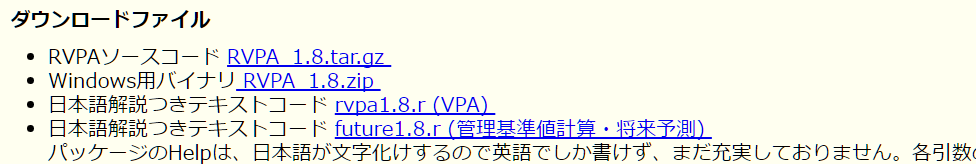 ダウンロードファイル
RVPAソースコード RVPA_1.8.tar.gz
Windows用バイナリ RVPA_1.8.zip
日本語解説つきテキストコード rvpa1.8.r (VPA)
日本語解説つきテキストコード future1.8.r (管理基準値計算・将来予測)
パッケージのHelpは、日本語が文字化けするので英語でしか書けず、まだ充実しておりません。各引数